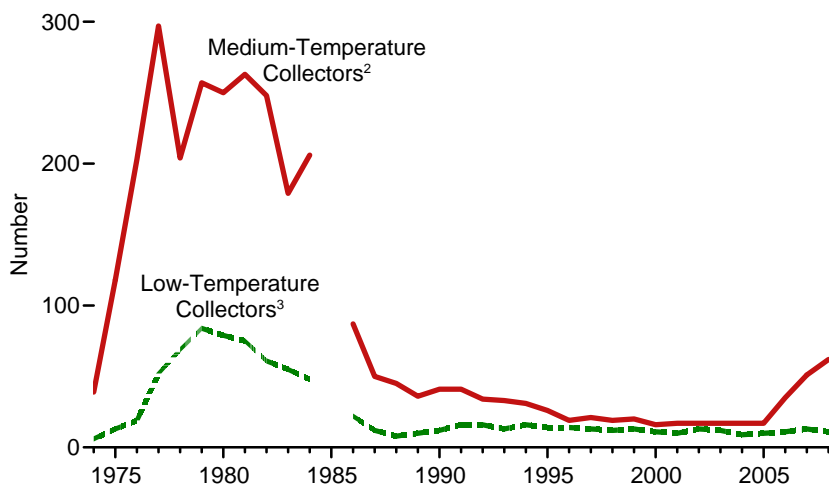 300
Medium-Temperature
Collectors²
200
Number
Low-Temperature
Collectors³
100
0
1975 1980 1985 1990 1995 2000 2005